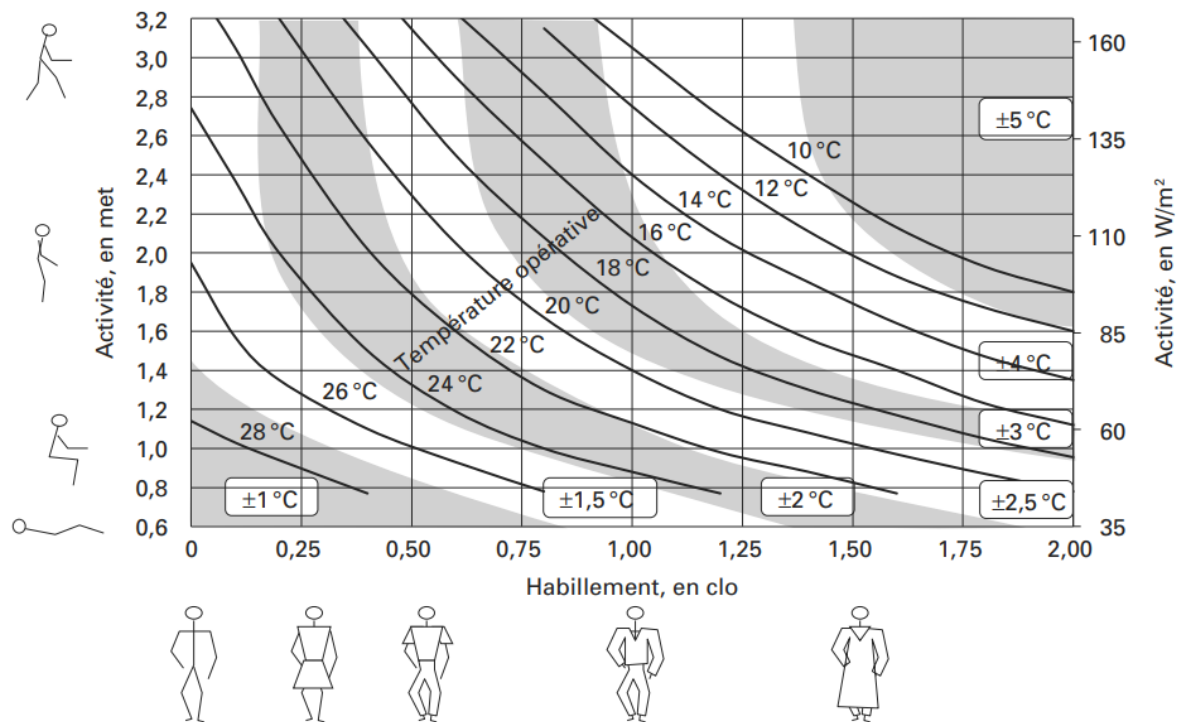 Activité, en met
3,2
3,0
2,8
2,6
2,4
2,2
2,0
1,8
1,6
1,4
1,2
1,0
0,8
0,6
160
135
110
85
60
35
Activité, en W/m²
±5 °C
10 °C
12 °C
14 °C
16 °C
18 °C
20 °C
22 °C
24 °C
26 °C
28 °C
Température opérative
±4 °C
±3 °C
±1 °C
±1,5 °C
±2 °C
±2,5 °C
0 0,25 0,50 0,75 1,00 1,25 1,50 1,75 2,00
Habillement, en clo